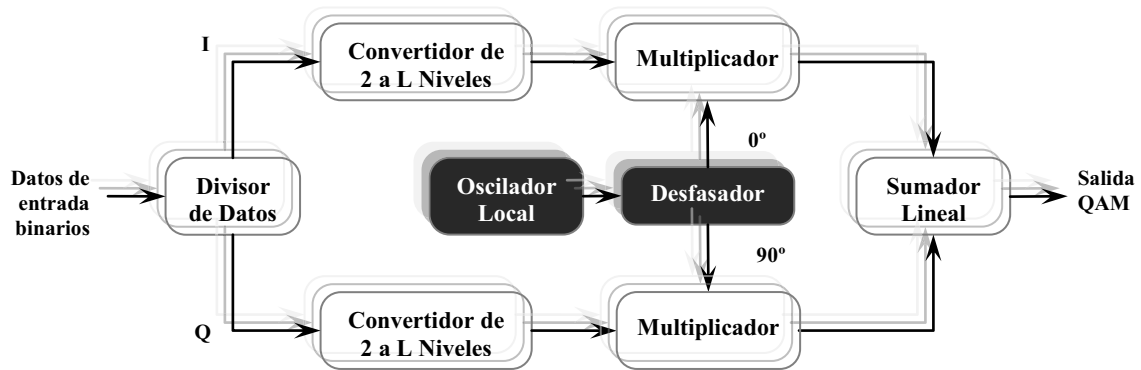 I
Convertidor de
2 a L Niveles
Multiplicador
0º
Datos de
entrada
binarios
Divisor
de Datos
Oscilador
Local
Desfasador
Sumador
Lineal
Salida
QAM
90º
Q
Convertidor de
2 a L Niveles
Multiplicador